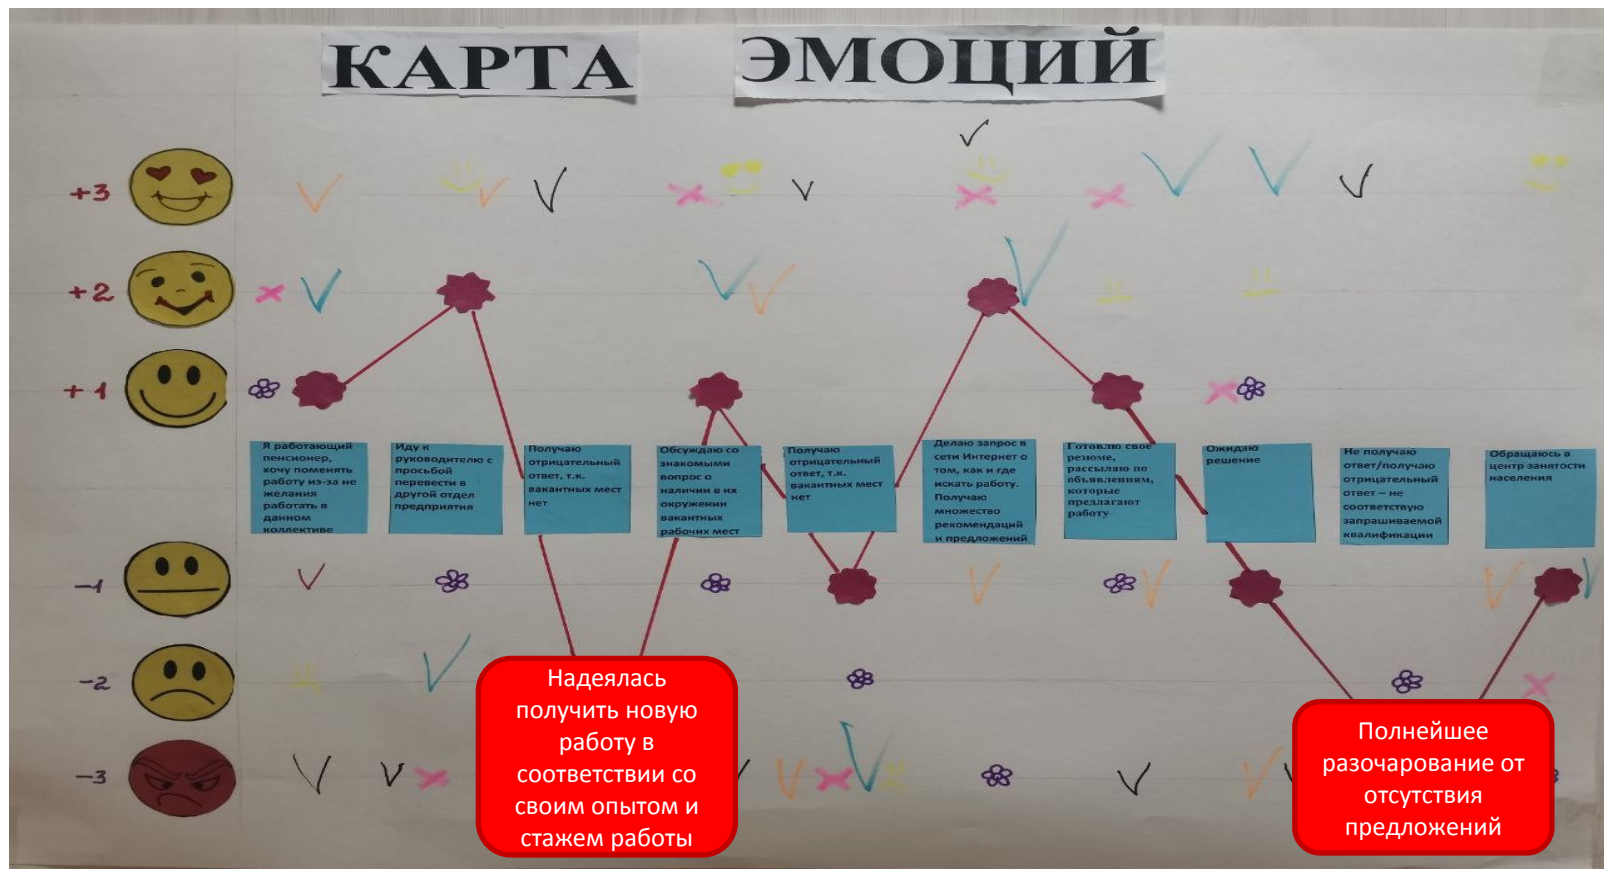 КАРТА ЭМОЦИЙ
+3
+2
+1
Я работающий
пенсионер,
хочу поменять
работу из-за не
желания
работать в
данном
коллективе
Иду к
руководителю с
просьбой
перевести в
другой отдел
предприятия
Получаю
отрицательный
ответ, т.к.
вакантных мест
нет
Обсуждаю со
знакомыми
вопрос о
наличии в их
окружении
вакантных
рабочих мест
Получаю
отрицательный
ответ, т.к.
вакантных мест
нет
Делаю запрос в
сети Интернет о
том, как и где
искать работу.
Получаю
множество
рекомендаций
и предложений
Готовлю свое
резюме,
рассылаю по
объявлениям,
которые
предлагают
работу
Ожидаю
решение
Не получаю
ответ/получаю
отрицательный
ответ – не
соответствую
запрашиваемой
квалификации
Обращаюсь в
центр занятости
населения
-1
-2
-3
Надеялась
получить новую
работу в
соответствии со
своим опытом и
стажем работы
Полнейшее
разочарование от
отсутствия
предложений